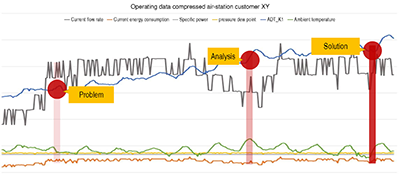 Operating data compressed air-station customer XY
Current flow rate Current energy consumption Specific power pressure dew point ADT_K1 Ambient temperature
Solution
Analysis
Problem